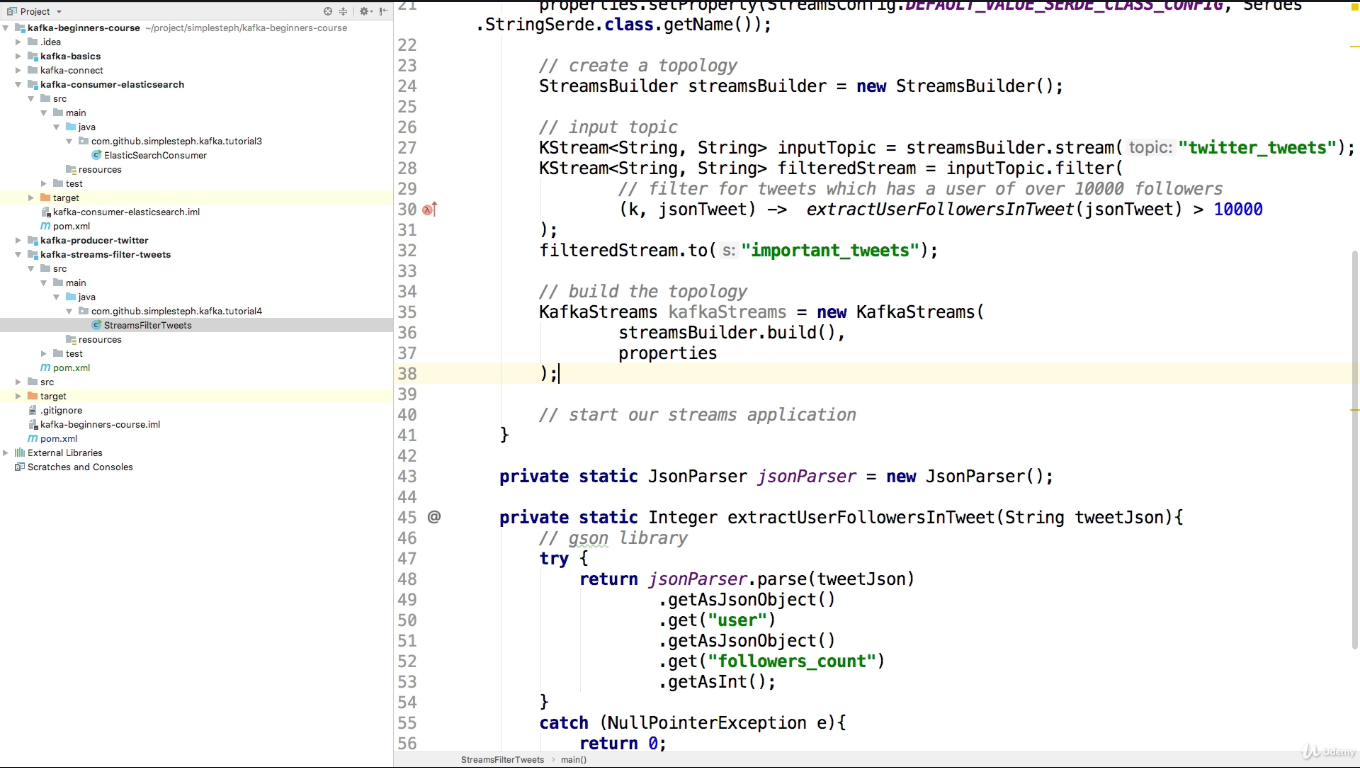 Project
kafka-beginners-course ~/project/simplesteph/kafka-beginners-course
.idea
kafka-basics
kafka-connect
kafka-consumer-elasticsearch
src
main
java
com.github.simplesteph.kafka.tutorial3
ElasticSearchConsumer
resources
test
target
kafka-consumer-elasticsearch.iml
pom.xml
kafka-producer-twitter
kafka-streams-filter-tweets
src
main
java
com.github.simplesteph.kafka.tutorial4
StreamsFilterTweets
resources
test
pom.xml
src
target
.gitignore
kafka-beginners-course.iml
pom.xml
External Libraries
Scratches and Consoles
21 properties.setProperty(StreamsConfig.DEFAULT_VALUE_SERDE_CLASS_CONFIG, Serdes
.StringSerde.class.getName());
22
23 // create a topology
24 StreamsBuilder streamsBuilder = new StreamsBuilder();
25
26 // input topic
27 KStream<String, String> inputTopic = streamsBuilder.stream( topic: "twitter_tweets");
28 KStream<String, String> filteredStream = inputTopic.filter(
29 // filter for tweets which has a user of over 10000 followers
30 (k, jsonTweet) -> extractUserFollowersInTweet(jsonTweet) > 10000
31 );
32 filteredStream.to( s: "important_tweets");
33
34 // build the topology
35 KafkaStreams kafkaStreams = new KafkaStreams(
36 streamsBuilder.build(),
37 properties
38 );
39
40 // start our streams application
41 }
42
43 private static JsonParser jsonParser = new JsonParser();
44
45 @ private static Integer extractUserFollowersInTweet(String tweetJson){
46 // gson library
47 try {
48 return jsonParser.parse(tweetJson)
49 .getAsJsonObject()
50 .get("user")
51 .getAsJsonObject()
52 .get("followers_count")
53 .getAsInt();
54 }
55 catch (NullPointerException e){
56 return 0;
StreamsFilterTweets › main()
Udemy